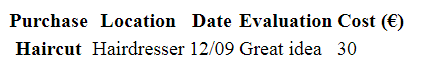 Purchase Location Date Evaluation Cost (€)
Haircut Hairdresser 12/09 Great idea 30